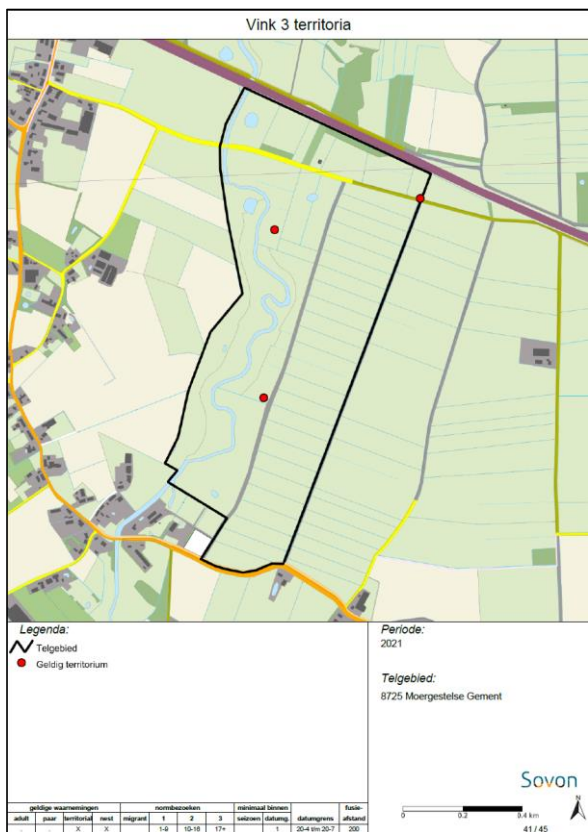 Vink 3 territoria
Legenda:
Telgebied
Geldig territorium
Periode:
2021
Telgebied:
8725 Moergestelse Gement
Sovon
N
0 0.2 0.4 km
geldige waarnemingen normbezoeken minimaal binnen fusie-
adult paar territoriaal nest migrant 1 2 3 seizoen datumg. datumgrens afstand
. . X X 1-9 10-16 17+ 1 20-4 t/m 20-7 200
41 / 45